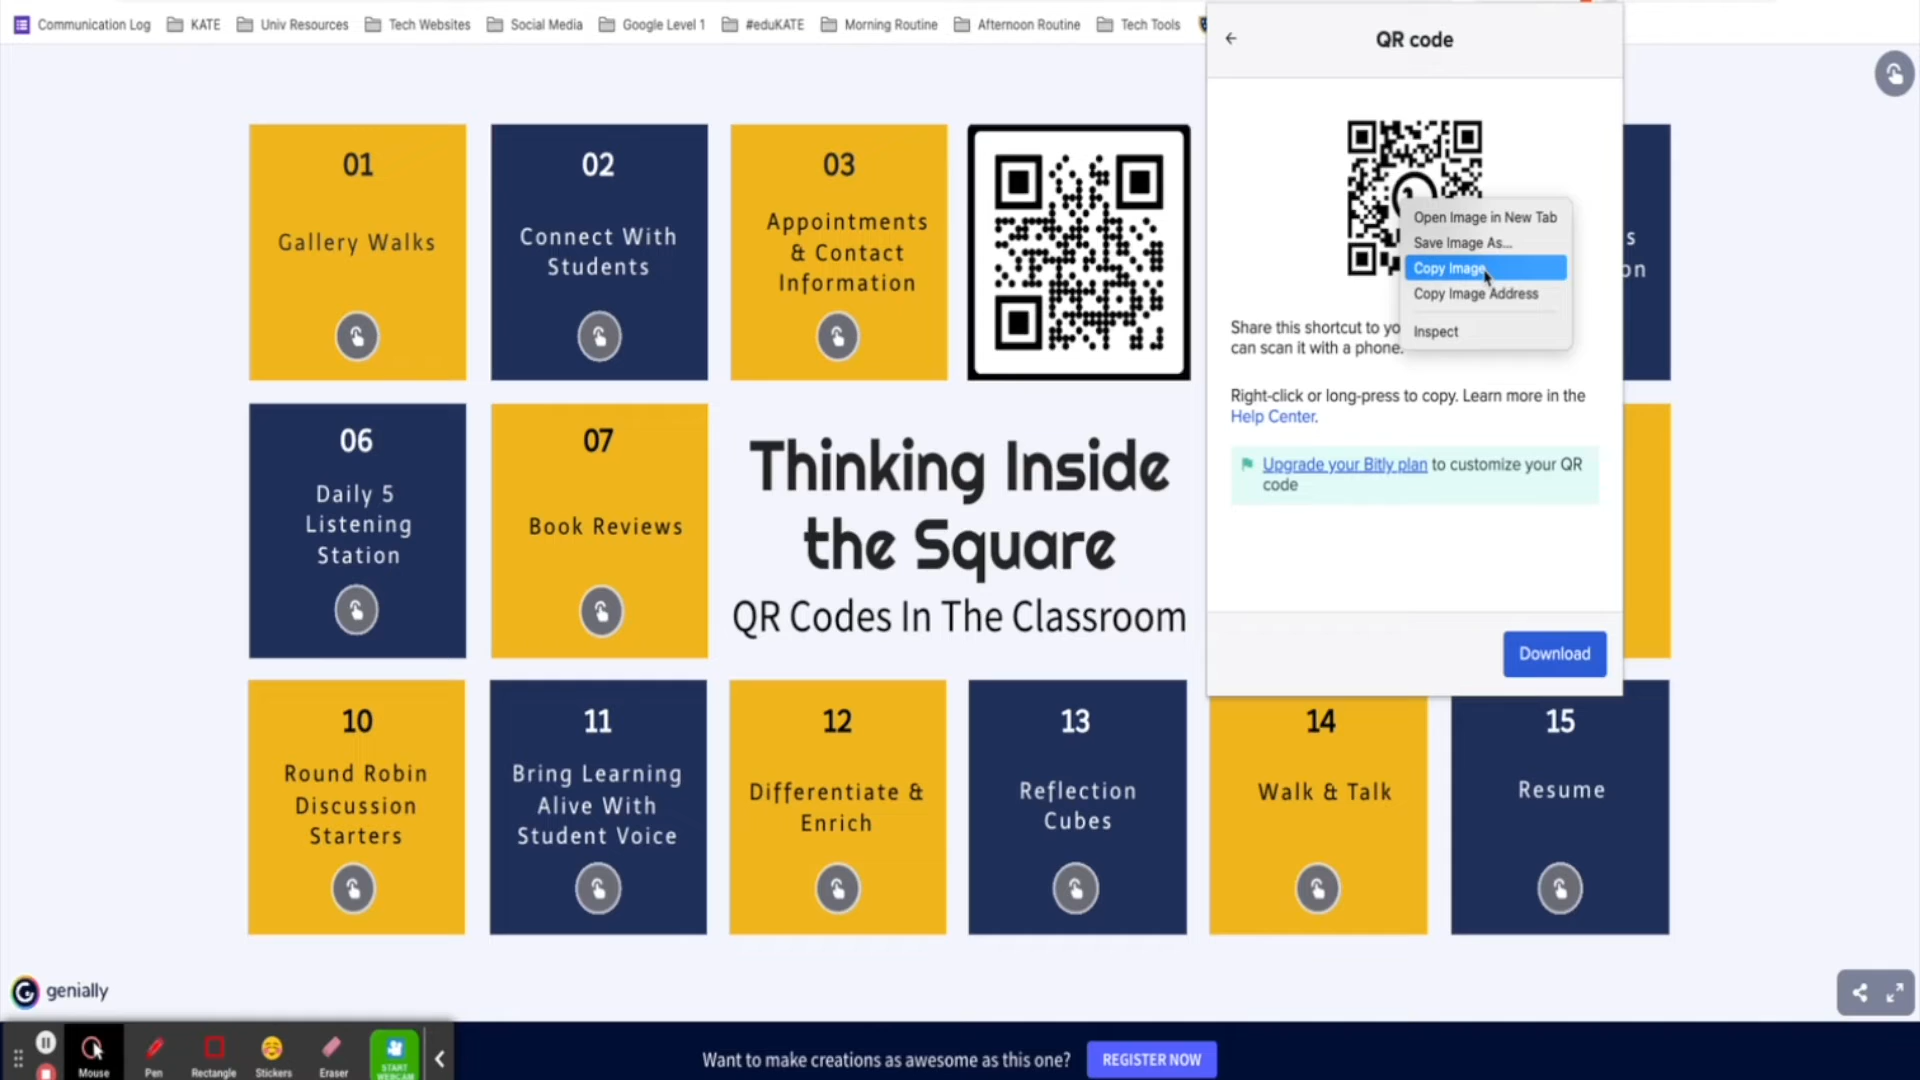 Communication Log KATE Univ Resources Tech Websites Social Media Google Level 1 #eduKATE Morning Routine Afternoon Routine Tech Tools
QR code
01
Gallery Walks
02
Connect With
Students
03
Appointments
& Contact
Information
Open Image in New Tab
Save Image As...
Copy Image
Copy Image Address
Inspect
Share this shortcut to yo
can scan it with a phone.
Right-click or long-press to copy. Learn more in the
Help Center.
Upgrade your Bitly plan to customize your QR
code
Download
s
on
06
Daily 5
Listening
Station
07
Book Reviews
Thinking Inside
the Square
QR Codes In The Classroom
10
Round Robin
Discussion
Starters
11
Bring Learning
Alive With
Student Voice
12
Differentiate &
Enrich
13
Reflection
Cubes
14
Walk & Talk
15
Resume
genially
Mouse Pen Rectangle Stickers Eraser START
WEBCAM
Want to make creations as awesome as this one? REGISTER NOW